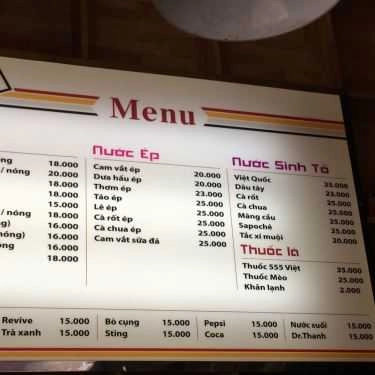 Menu
ông 18.000
/ nóng 20.000
18.000
18.000
15.000
/ nóng 18.000
g) 16.000
nóng) 16.000
óng 16.000
18.000
Nước Ép
Cam vắt ép 20.000
Dưa hấu ép 20.000
Thơm ép 23.000
Táo ép 25.000
Lê ép 25.000
Cà rốt ép 25.000
Cà chua ép 25.000
Cam vắt sữa đá 25.000
Nước Sinh Tố
Việt Quốc 35.000
Dâu tây 25.000
Cà rốt 23.000
Cà chua 25.000
Mãng cầu 25.000
Sapochê 25.000
Tắc xí muội 20.000
Thuốc lá
Thuốc 555 Việt 35.000
Thuốc Mèo 25.000
Khăn lạnh 2.000
Revive 15.000 Bò cụng 15.000 Pepsi 15.000 Nước suối 15.000
Trà xanh 15.000 Sting 15.000 Coca 15.000 Dr.Thanh 15.000